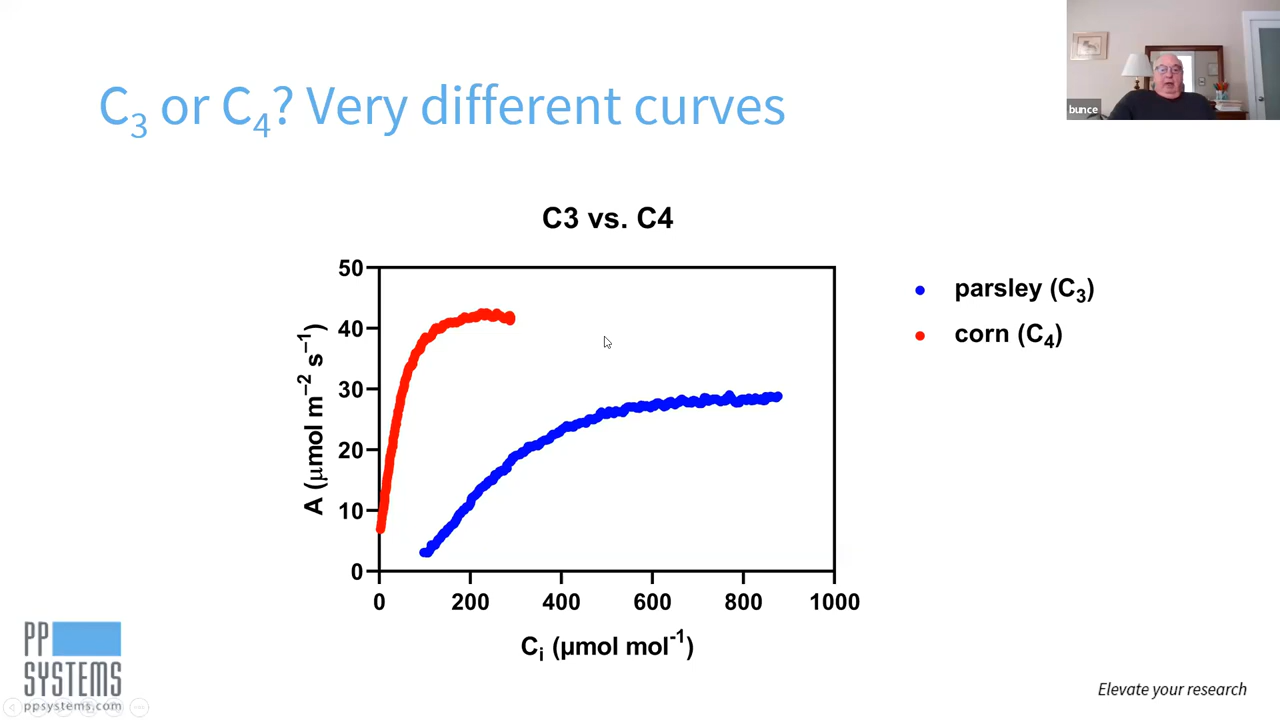 bunce
C₃ or C₄? Very different curves
C3 vs. C4
50
40
30
20
10
0
A (μmol m⁻² s⁻¹)
0 200 400 600 800 1000
Cᵢ (μmol mol⁻¹)
parsley (C₃)
corn (C₄)
PP
SYSTEMS
ppsystems.com
Elevate your research